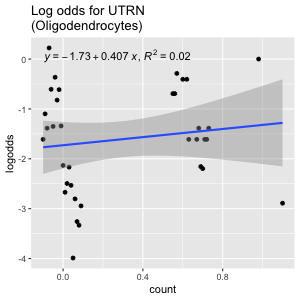 Log odds for UTRN
(Oligodendrocytes)
y = −1.73 + 0.407 x, R² = 0.02
0
-1
-2
-3
-4
logodds
0.0 0.4 0.8
count